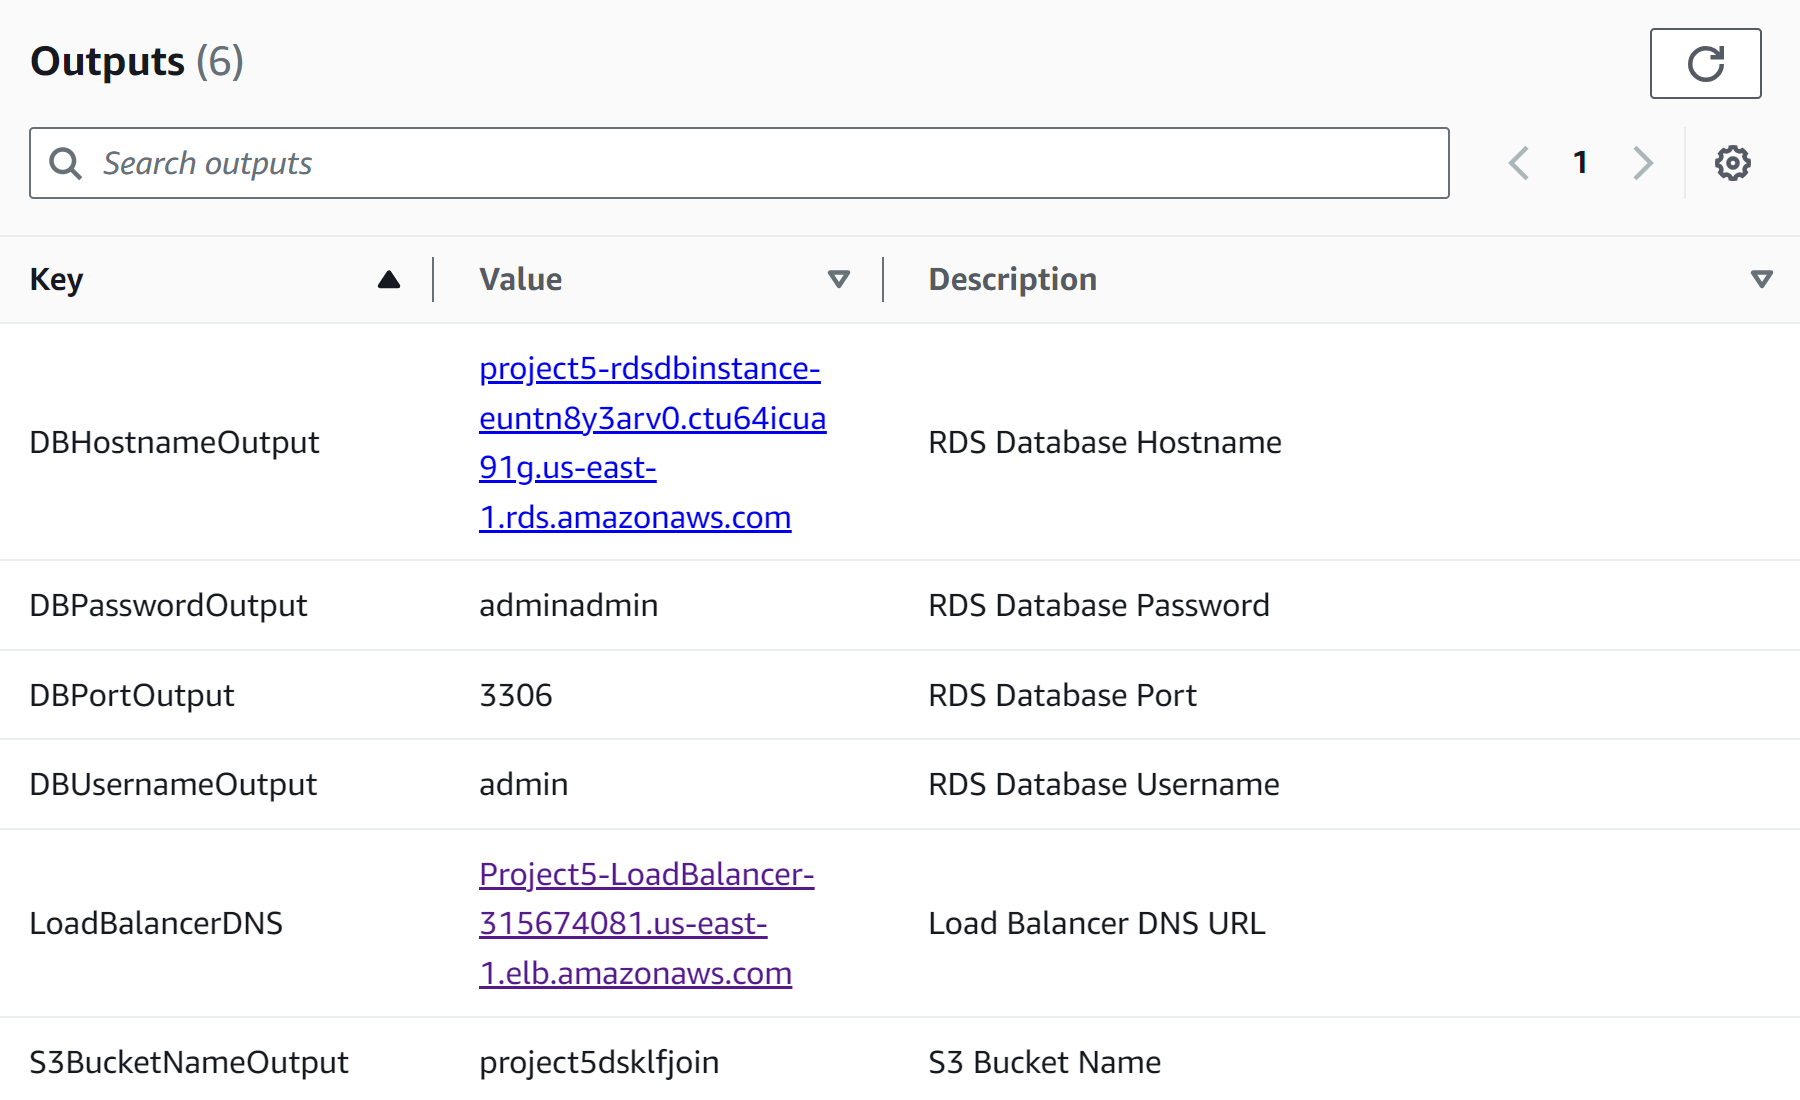 Outputs (6)
Search outputs
1
Key Value Description
DBHostnameOutput
project5-rdsdbinstance-
euntn8y3arv0.ctu64icua
91g.us-east-
1.rds.amazonaws.com
RDS Database Hostname
DBPasswordOutput adminadmin RDS Database Password
DBPortOutput 3306 RDS Database Port
DBUsernameOutput admin RDS Database Username
LoadBalancerDNS
Project5-LoadBalancer-
315674081.us-east-
1.elb.amazonaws.com
Load Balancer DNS URL
S3BucketNameOutput project5dsklfjoin S3 Bucket Name